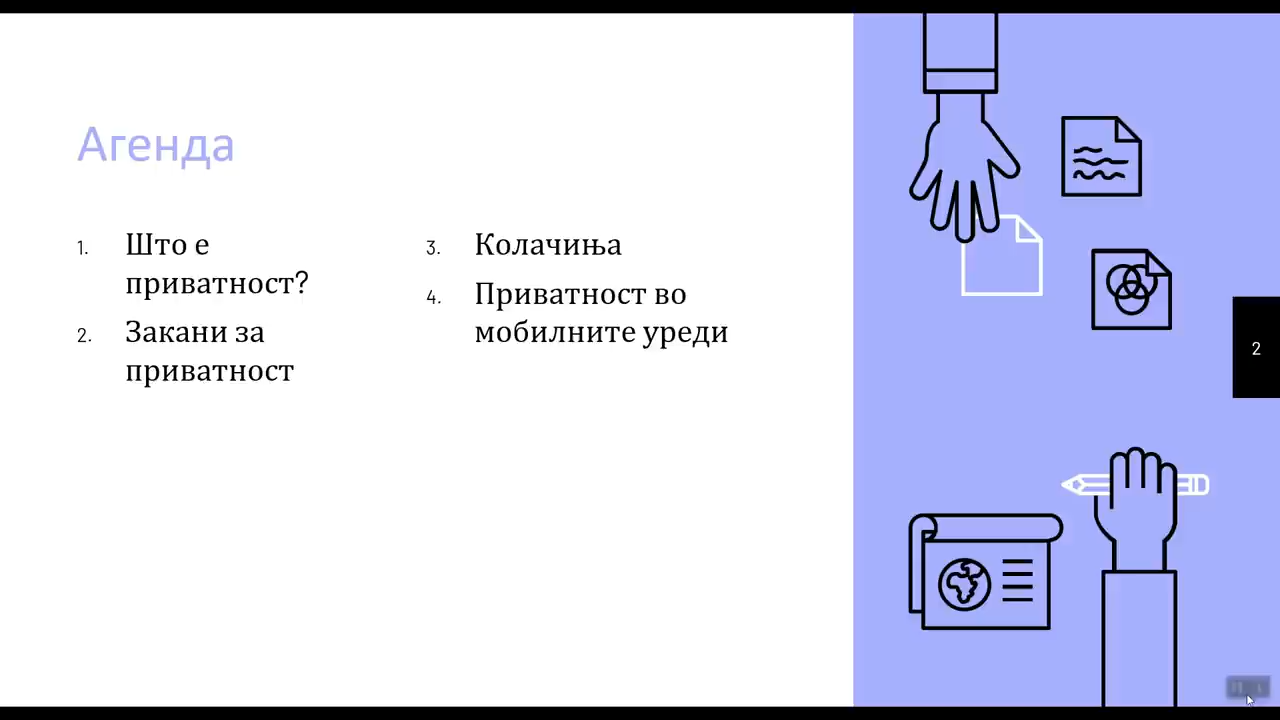 Агенда
1. Што е
приватност?
2. Закани за
приватност
3. Колачиња
4. Приватност во
мобилните уреди
2